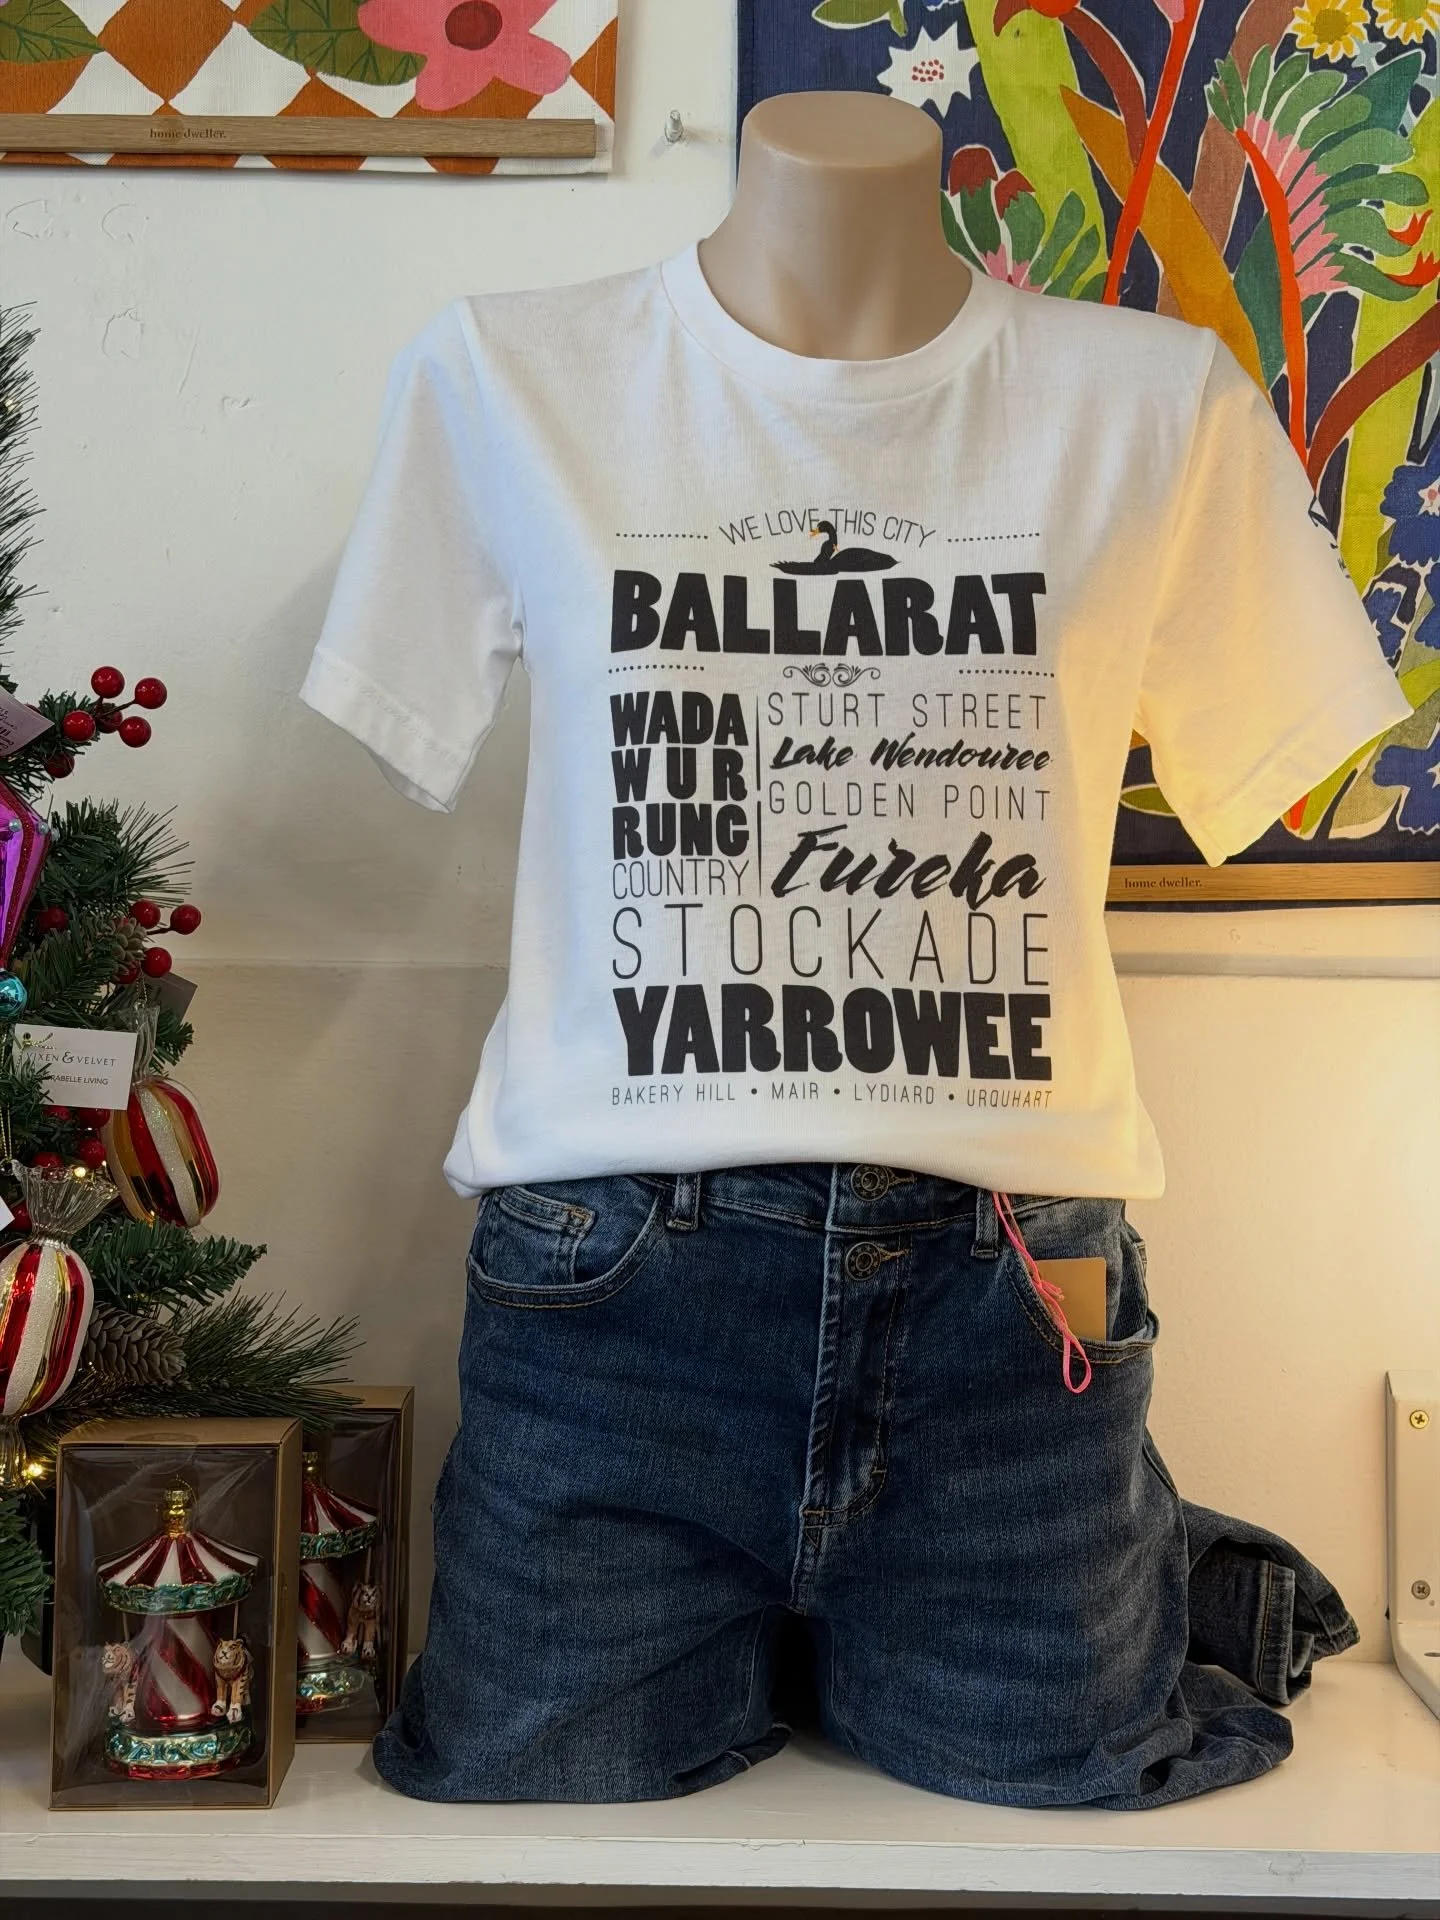 home dweller.
WE LOVE THIS CITY
BALLARAT
WADA
WUR
RUNG
COUNTRY
STURT STREET
Lake Wendouree
GOLDEN POINT
Eureka
STOCKADE
YARROWEE
BAKERY HILL • MAIR • LYDIARD • URQUHART
home dweller.
VIXEN & VELVET
LIVING